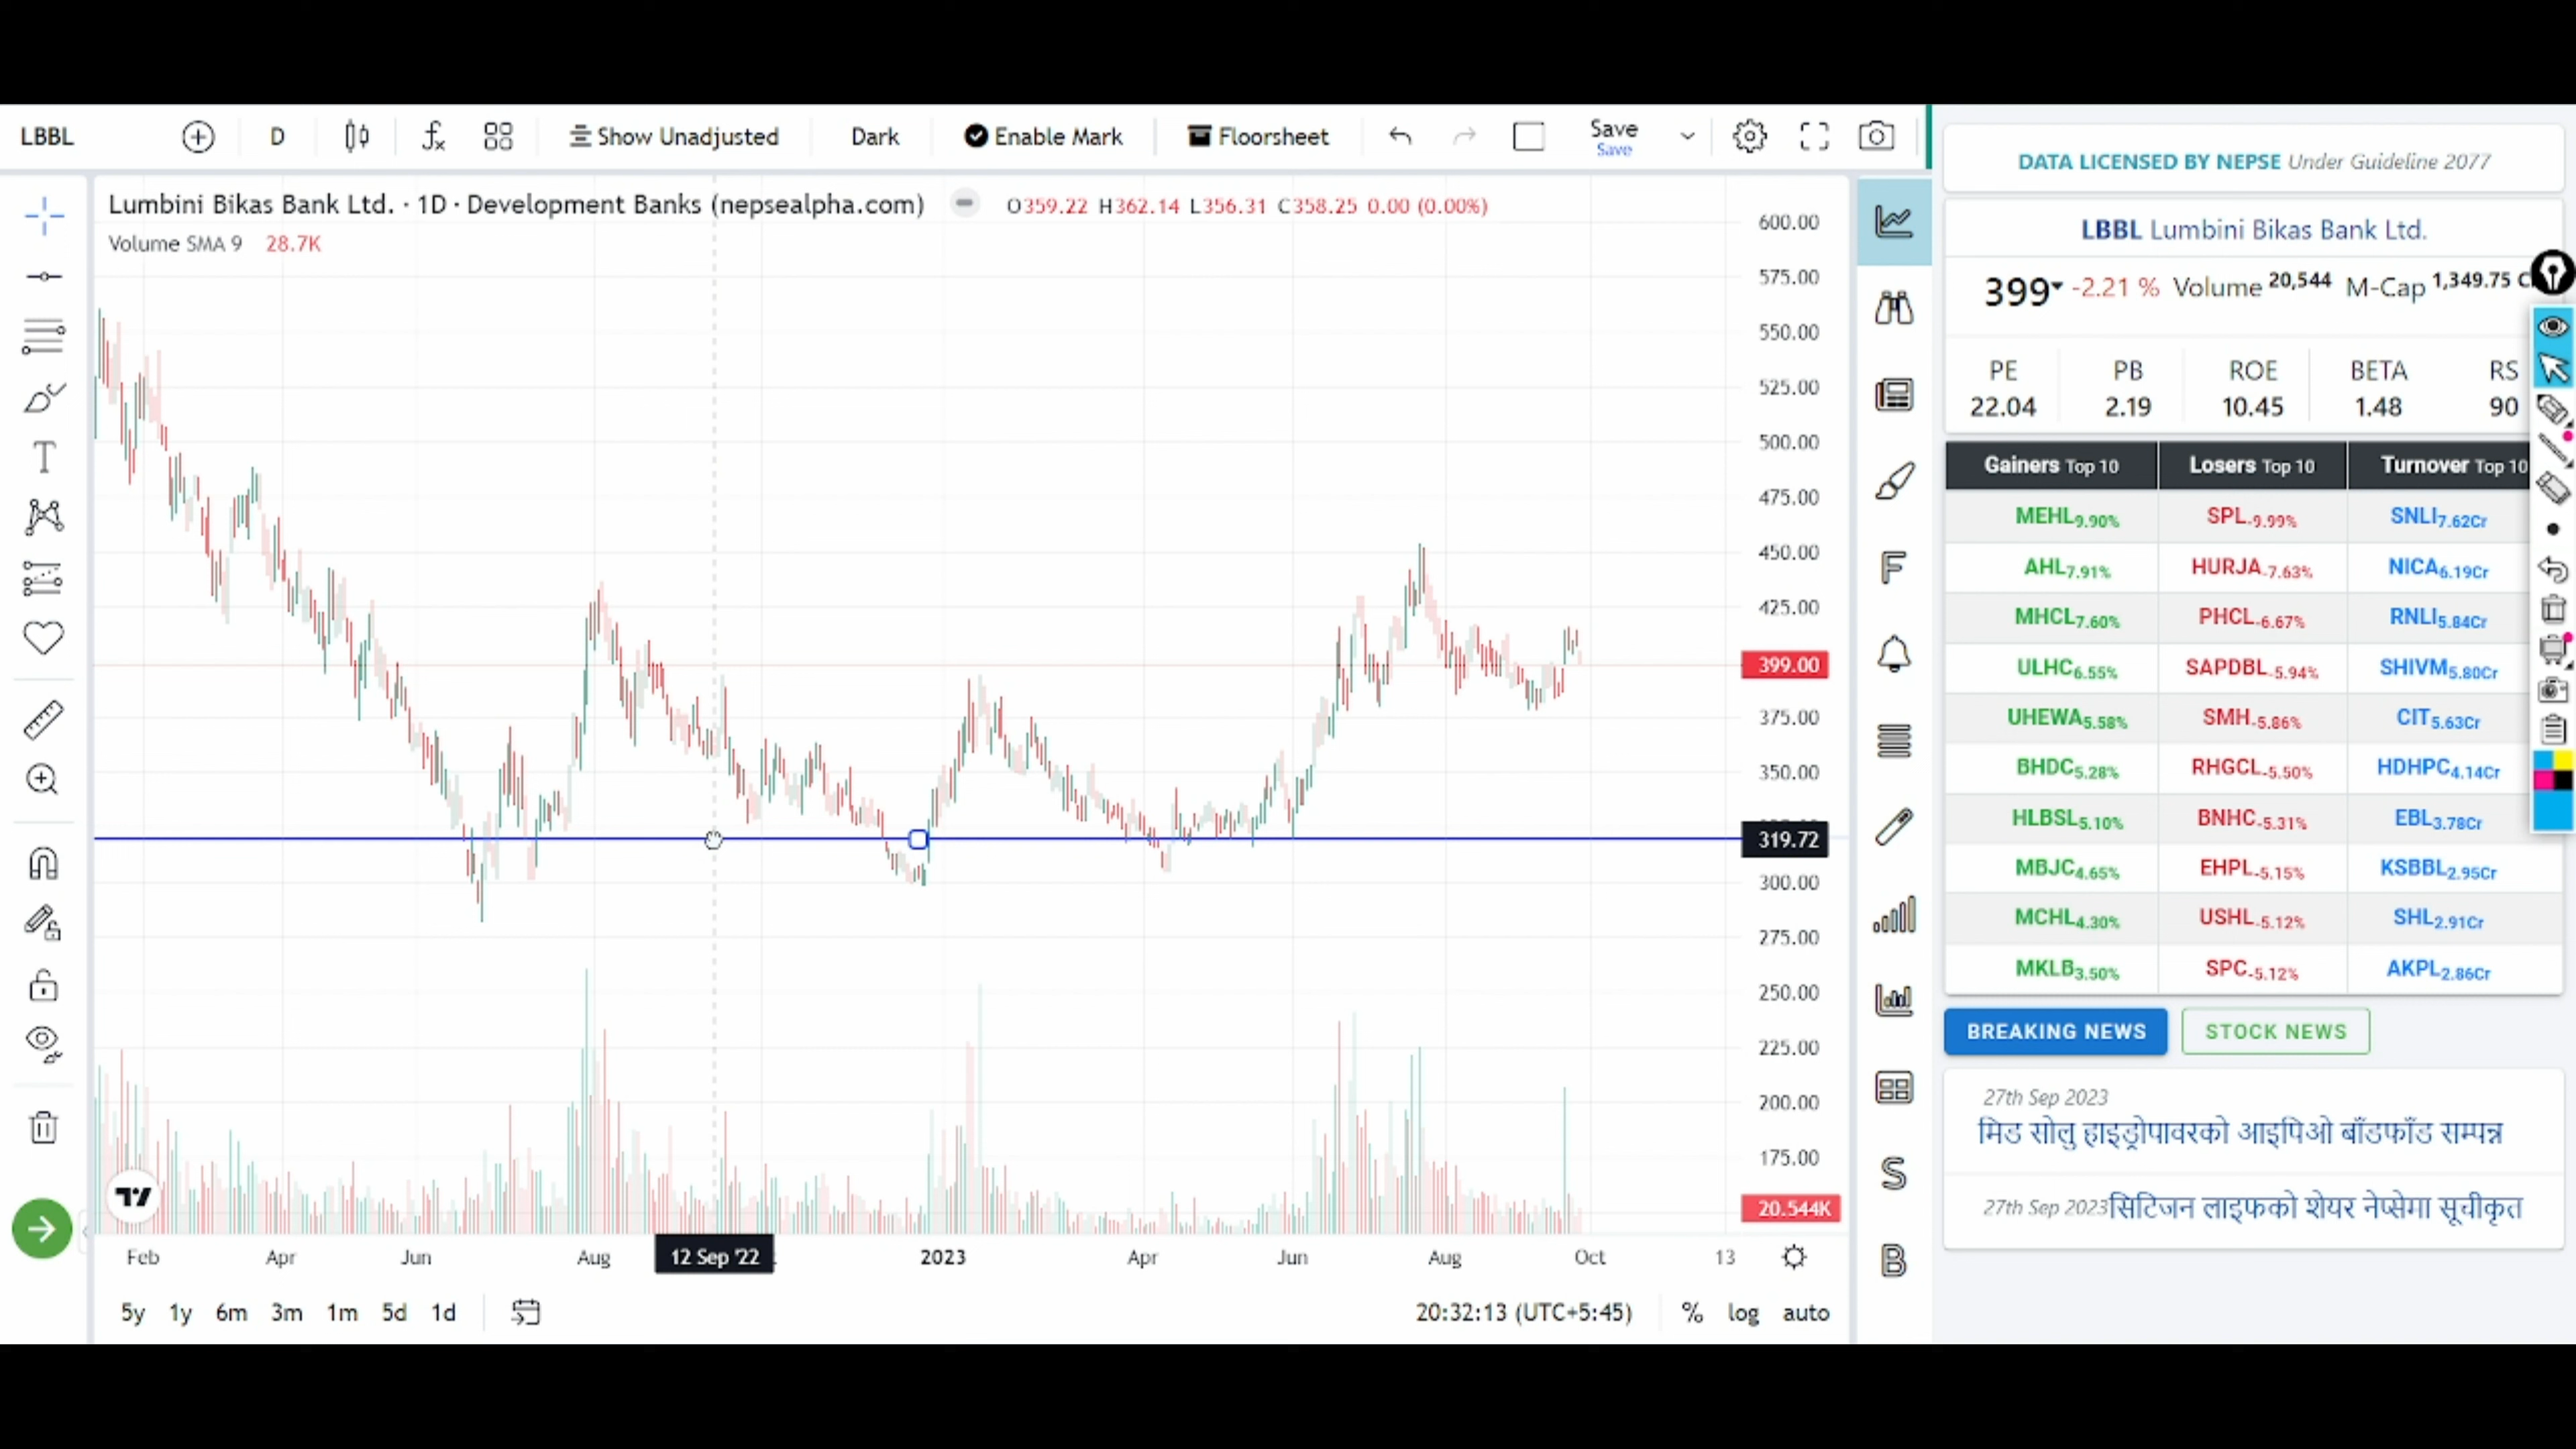 LBBL D Show Unadjusted Dark Enable Mark Floorsheet Save
Save
Lumbini Bikas Bank Ltd. · 1D · Development Banks (nepsealpha.com) O359.22 H362.14 L356.31 C358.25 0.00 (0.00%)
Volume SMA 9 28.7K
600.00
575.00
550.00
525.00
500.00
475.00
450.00
425.00
399.00
375.00
350.00
319.72
300.00
275.00
250.00
225.00
200.00
175.00
20.544K
Feb Apr Jun Aug 12 Sep '22 2023 Apr Jun Aug Oct 13
5y 1y 6m 3m 1m 5d 1d 20:32:13 (UTC+5:45) % log auto
F
S
B
DATA LICENSED BY NEPSE Under Guideline 2077
LBBL Lumbini Bikas Bank Ltd.
399 -2.21 % Volume 20,544 M-Cap 1,349.75
PE PB ROE BETA RS
22.04 2.19 10.45 1.48 90
Gainers Top 10 Losers Top 10 Turnover Top 10
MEHL9.90% SPL-9.99% SNLI7.62Cr
AHL7.91% HURJA-7.63% NICA6.19Cr
MHCL7.60% PHCL-6.67% RNLI5.84Cr
ULHC6.55% SAPDBL-5.94% SHIVM5.80Cr
UHEWA5.58% SMH-5.86% CIT5.63Cr
BHDC5.28% RHGCL-5.50% HDHPC4.14Cr
HLBSL5.10% BNHC-5.31% EBL3.78Cr
MBJC4.65% EHPL-5.15% KSBBL2.95Cr
MCHL4.30% USHL-5.12% SHL2.91Cr
MKLB3.50% SPC-5.12% AKPL2.86Cr
BREAKING NEWS STOCK NEWS
27th Sep 2023
मिड सोलु हाइड्रोपावरको आइपिओ बाँडफाँड सम्पन्न
27th Sep 2023 सिटिजन लाइफको शेयर नेप्सेमा सूचीकृत